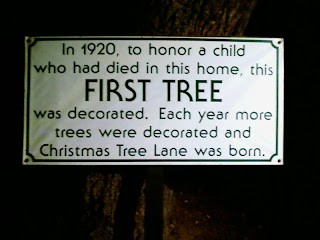 In 1920, to honor a child
who had died in this home, this
FIRST TREE
was decorated. Each year more
trees were decorated and
Christmas Tree Lane was born.